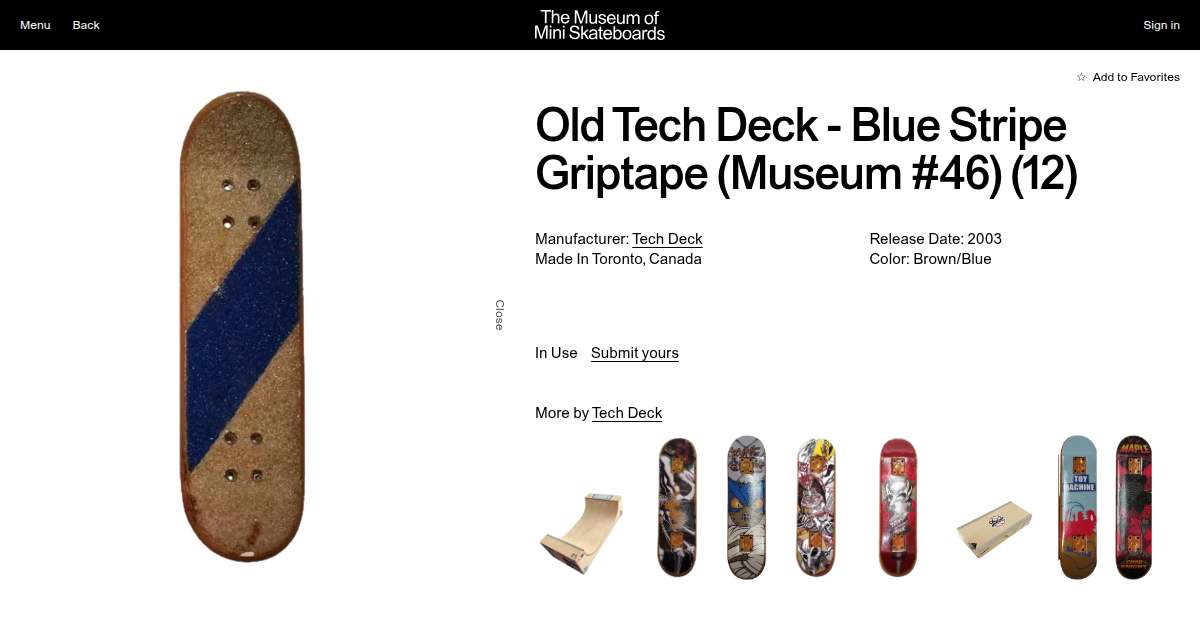 Menu
Back
The Museum of
Mini Skateboards
Sign in
☆ Add to Favorites
Old Tech Deck - Blue Stripe
Griptape (Museum #46) (12)
Manufacturer: Tech Deck
Made In Toronto, Canada
Release Date: 2003
Color: Brown/Blue
Close
In Use
Submit yours
More by Tech Deck
TOY
MACHINE
MAPLE